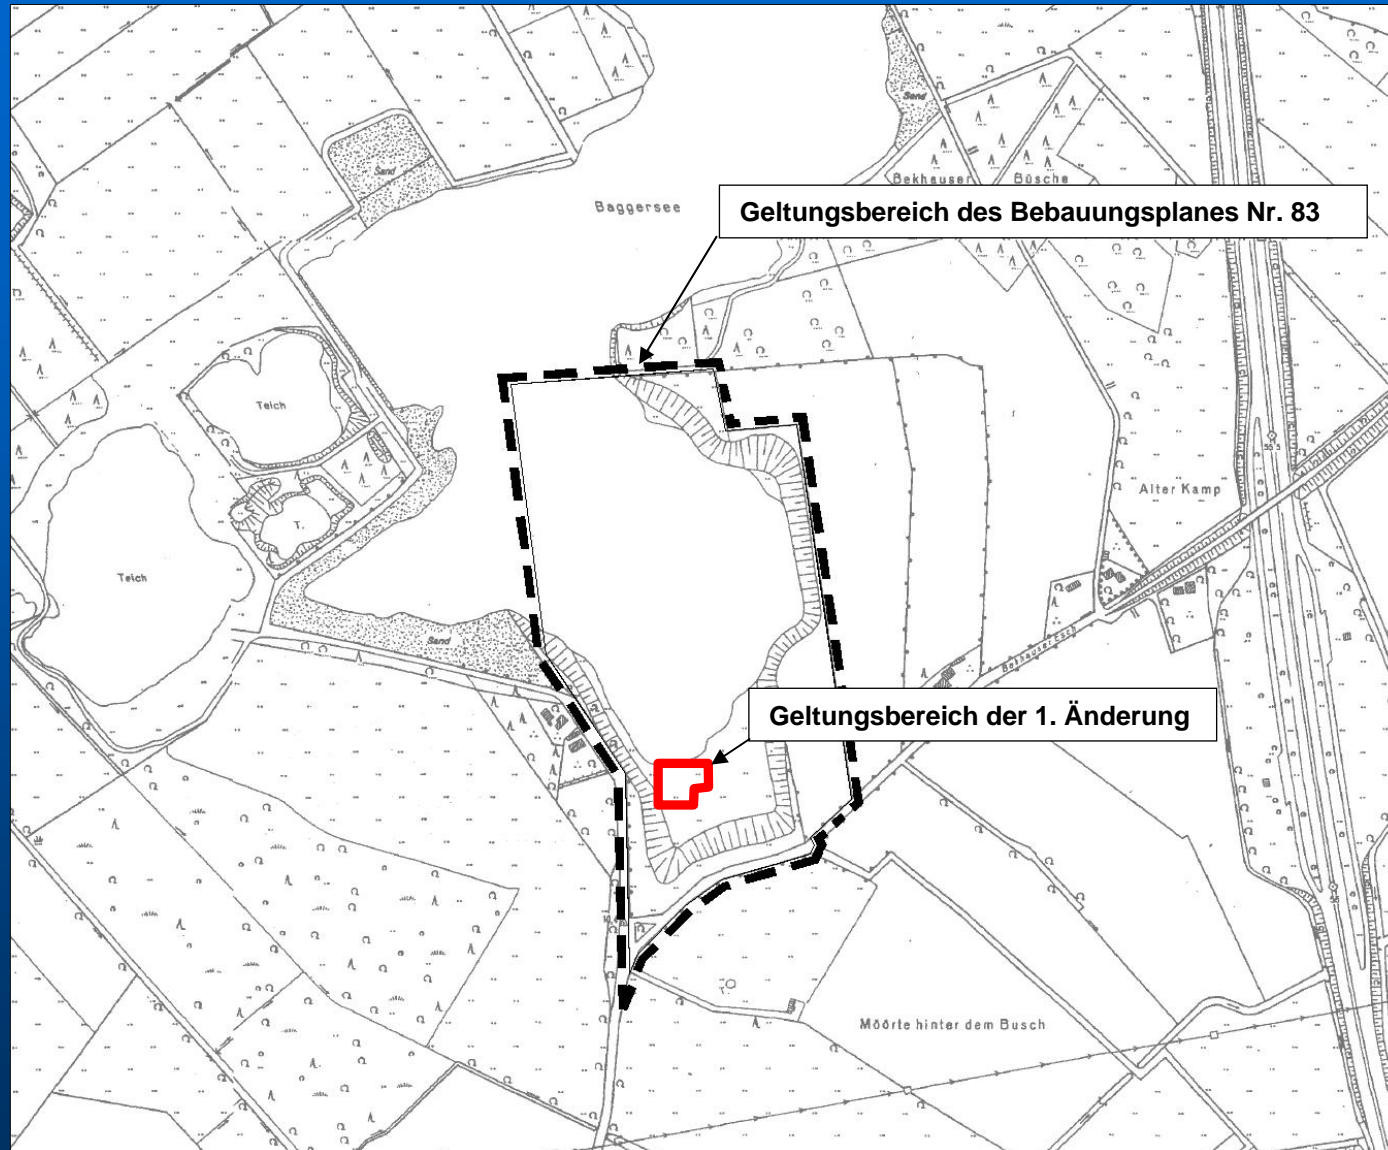 Sand
Sand
Bekhauser Büsche
Baggersee
Geltungsbereich des Bebauungsplanes Nr. 83
Teich
Alter Kamp
T.
Teich
Sand
Bekhauser Esch
Geltungsbereich der 1. Änderung
Möörte hinter dem Busch